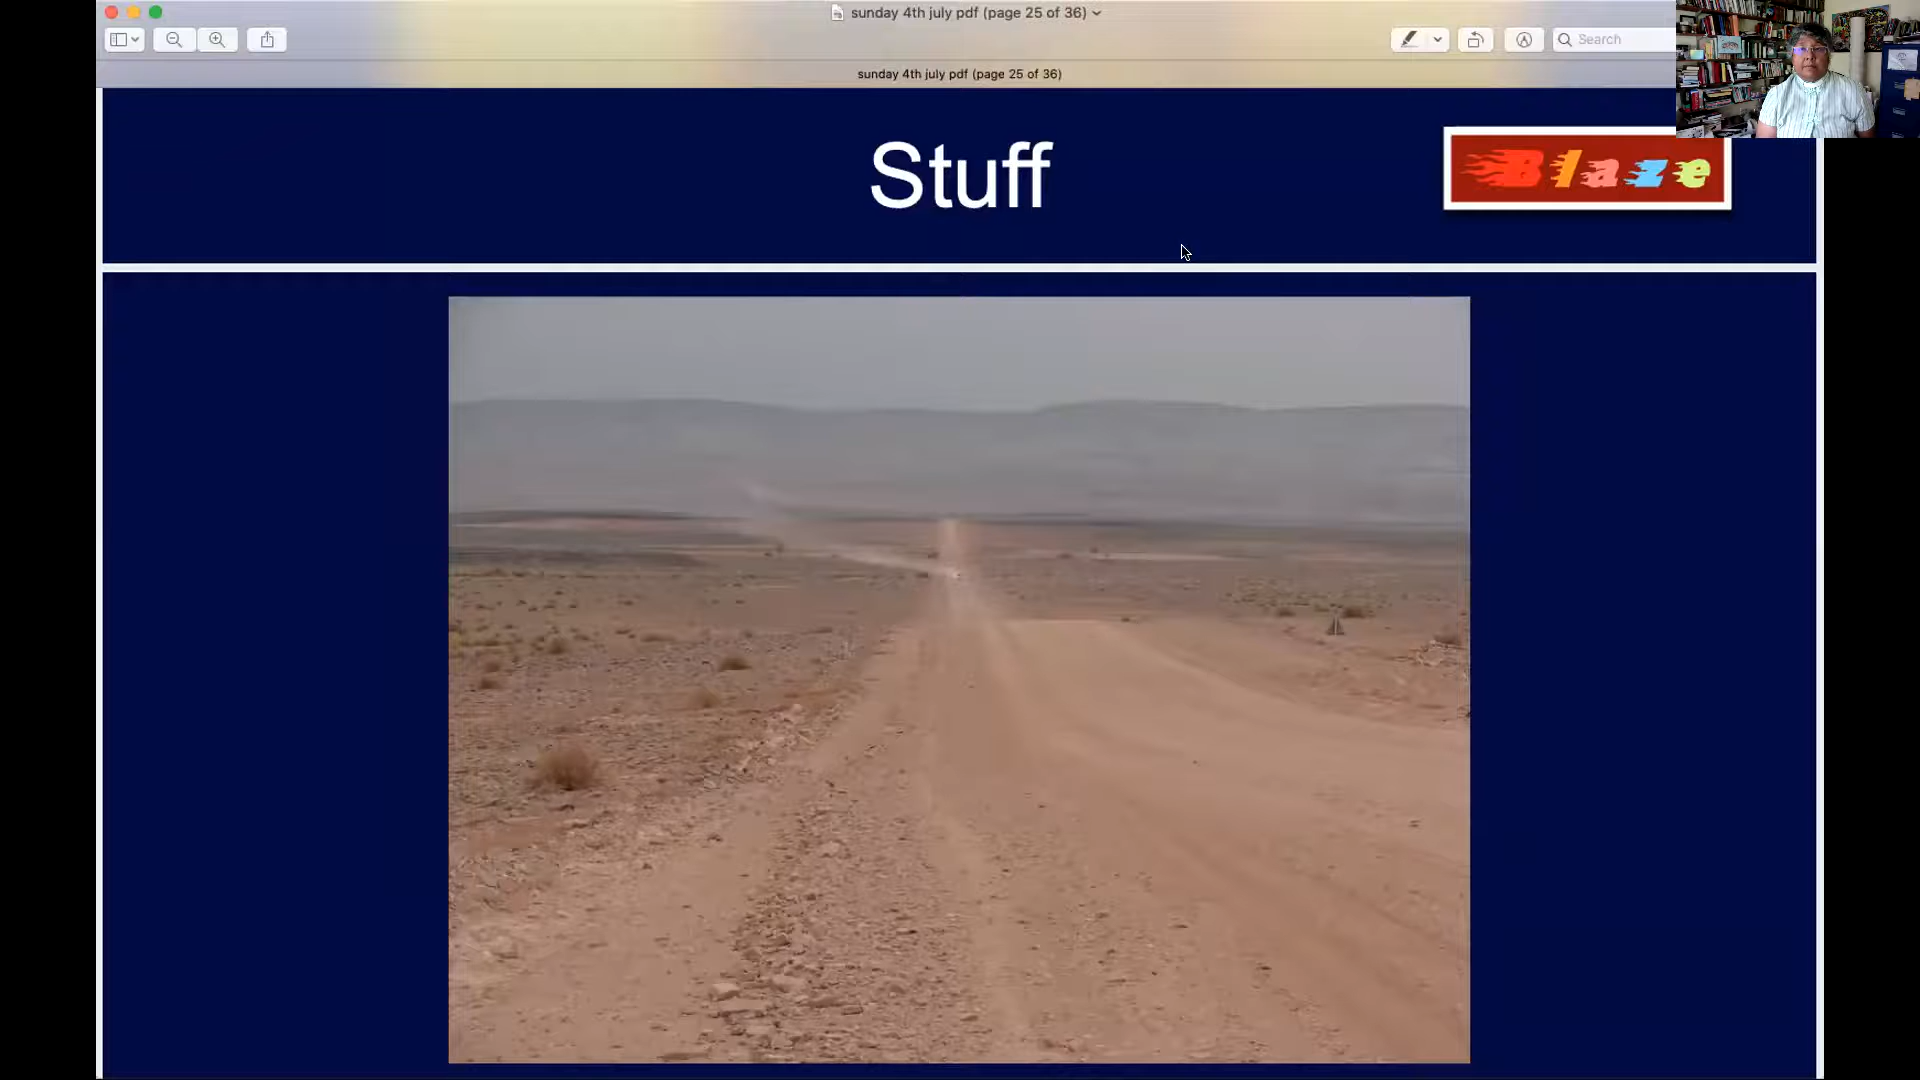 sunday 4th july pdf (page 25 of 36)
Search
sunday 4th july pdf (page 25 of 36)
Stuff
Blaze